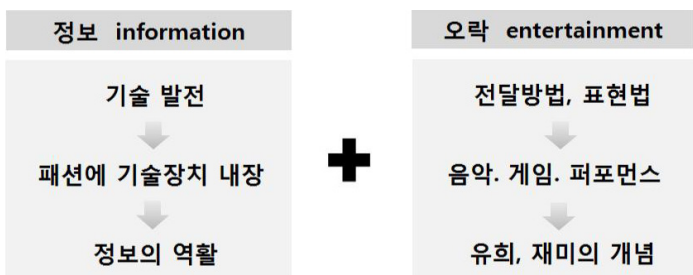 정보 information
기술 발전
패션에 기술장치 내장
정보의 역활
오락 entertainment
전달방법, 표현법
음악. 게임. 퍼포먼스
유희, 재미의 개념